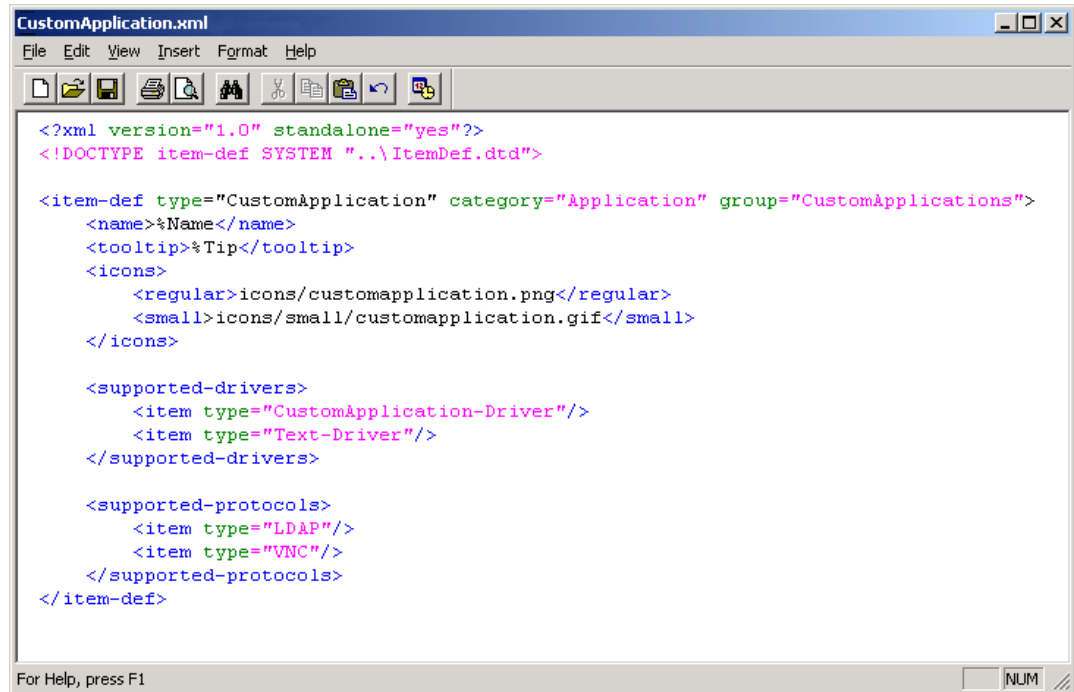 CustomApplication.xml
File Edit View Insert Format Help
<?xml version="1.0" standalone="yes"?>
<!DOCTYPE item-def SYSTEM "..\ItemDef.dtd">
<item-def type="CustomApplication" category="Application" group="CustomApplications">
<name>%Name</name>
<tooltip>%Tip</tooltip>
<icons>
<regular>icons/customapplication.png</regular>
<small>icons/small/customapplication.gif</small>
</icons>
<supported-drivers>
<item type="CustomApplication-Driver"/>
<item type="Text-Driver"/>
</supported-drivers>
<supported-protocols>
<item type="LDAP"/>
<item type="VNC"/>
</supported-protocols>
</item-def>
For Help, press F1
NUM